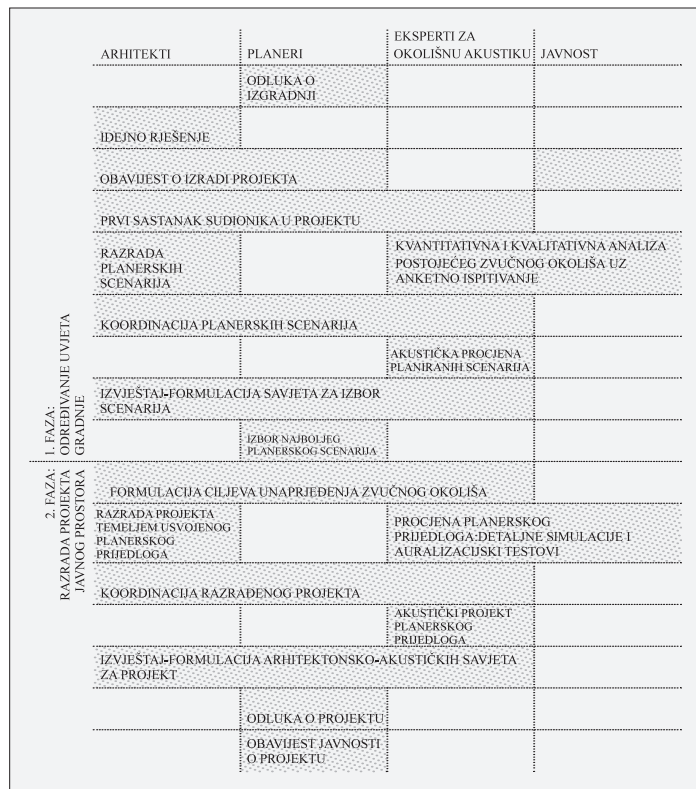 ARHITEKTI
PLANERI
EKSPERTI ZA
OKOLIŠNU AKUSTIKU
JAVNOST
ODLUKA O
IZGRADNJI
IDEJNO RJEŠENJE
OBAVIJEST O IZRADI PROJEKTA
PRVI SASTANAK SUDIONIKA U PROJEKTU
RAZRADA
PLANERSKIH
SCENARIJA
KVANTITATIVNA I KVALITATIVNA ANALIZA
POSTOJEĆEG ZVUČNOG OKOLIŠA UZ
ANKETNO ISPITIVANJE
KOORDINACIJA PLANERSKIH SCENARIJA
AKUSTIČKA PROCJENA
PLANIRANIH SCENARIJA
IZVJEŠTAJ-FORMULACIJA SAVJETA ZA IZBOR
SCENARIJA
IZBOR NAJBOLJEG
PLANERSKOG SCENARIJA
1. FAZA:
ODREĐIVANJE UVJETA
GRADNJE
2. FAZA:
RAZRADA PROJEKTA
JAVNOG PROSTORA
FORMULACIJA CILJEVA UNAPRJEĐENJA ZVUČNOG OKOLIŠA
RAZRADA PROJEKTA
TEMELJEM USVOJENOG
PLANERSKOG
PRIJEDLOGA
PROCJENA PLANERSKOG
PRIJEDLOGA:DETALJNE SIMULACIJE I
AURALIZACIJSKI TESTOVI
KOORDINACIJA RAZRAĐENOG PROJEKTA
AKUSTIČKI PROJEKT
PLANERSKOG
PRIJEDLOGA
IZVJEŠTAJ-FORMULACIJA ARHITEKTONSKO-AKUSTIČKIH SAVJETA
ZA PROJEKT
ODLUKA O PROJEKTU
OBAVIJEST JAVNOSTI
O PROJEKTU